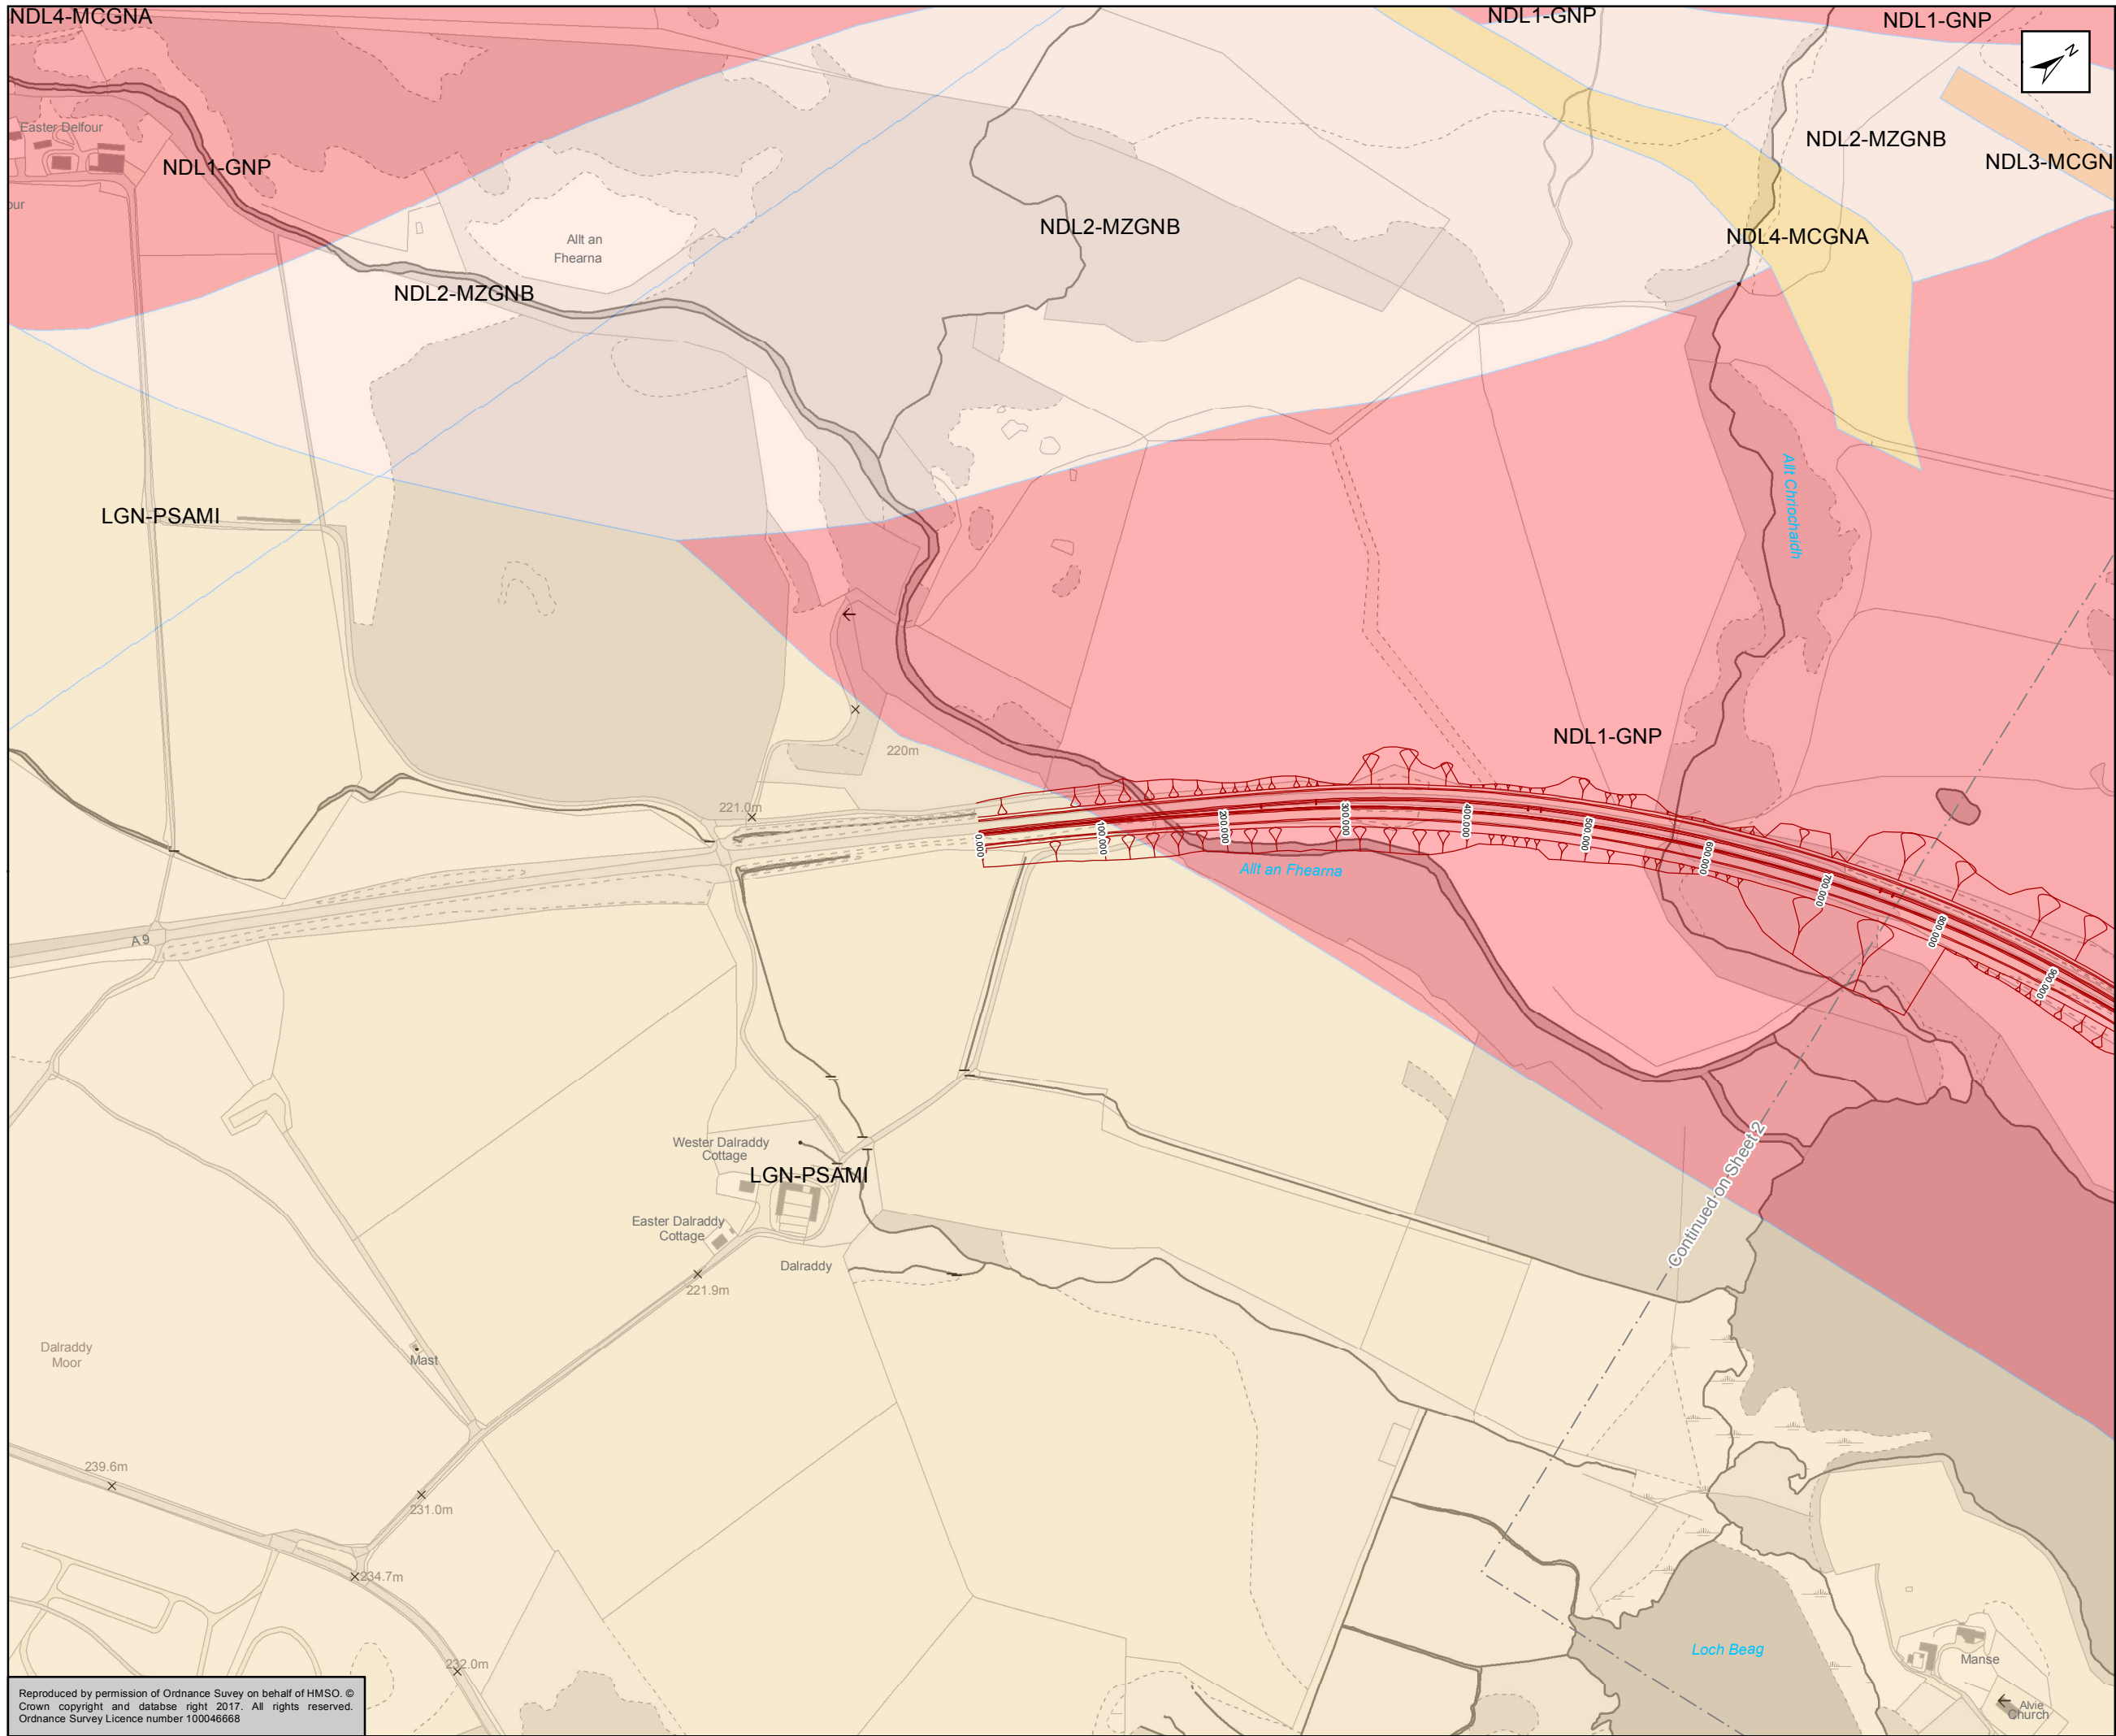 NDL4-MCGNA
NDL1-GNP
NDL1-GNP
N
Easter Delfour
NDL1-GNP
our
NDL2-MZGNB
NDL3-MCGN
Allt an
Fhearna
NDL2-MZGNB
NDL4-MCGNA
NDL2-MZGNB
LGN-PSAMI
Allt Chriochaidh
NDL1-GNP
220m
221.0m
0.000
100.000
200.000
300.000
400.000
500.000
600.000
700.000
800.000
900.000
Allt an Fhearna
A 9
Wester Dalraddy
Cottage
LGN-PSAMI
Easter Dalraddy
Cottage
Dalraddy
221.9m
Continued on Sheet 2
Dalraddy
Moor
Mast
239.6m
231.0m
234.7m
232.0m
Loch Beag
Manse
Alvie
Church
Reproduced by permission of Ordnance Suvey on behalf of HMSO. ©
Crown copyright and databse right 2017. All rights reserved.
Ordnance Survey Licence number 100046668